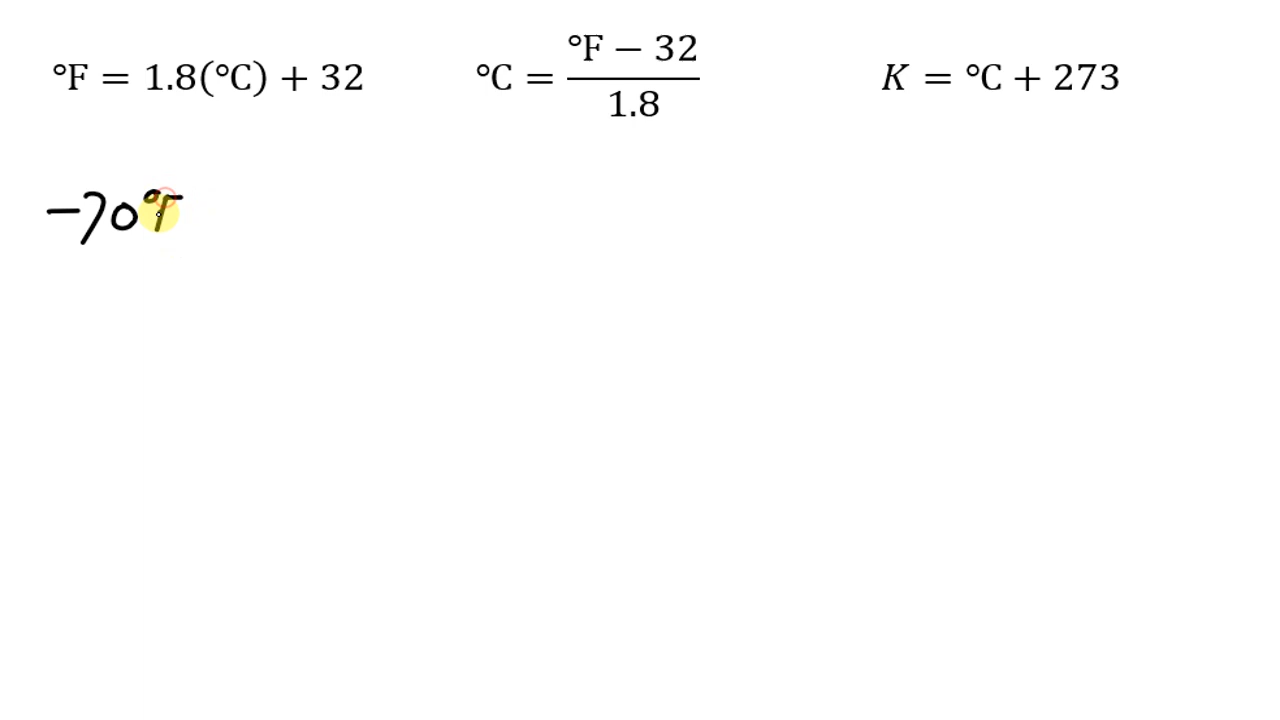 °F = 1.8(°C) + 32
°C = (°F − 32)/1.8
K = °C + 273
−70°F